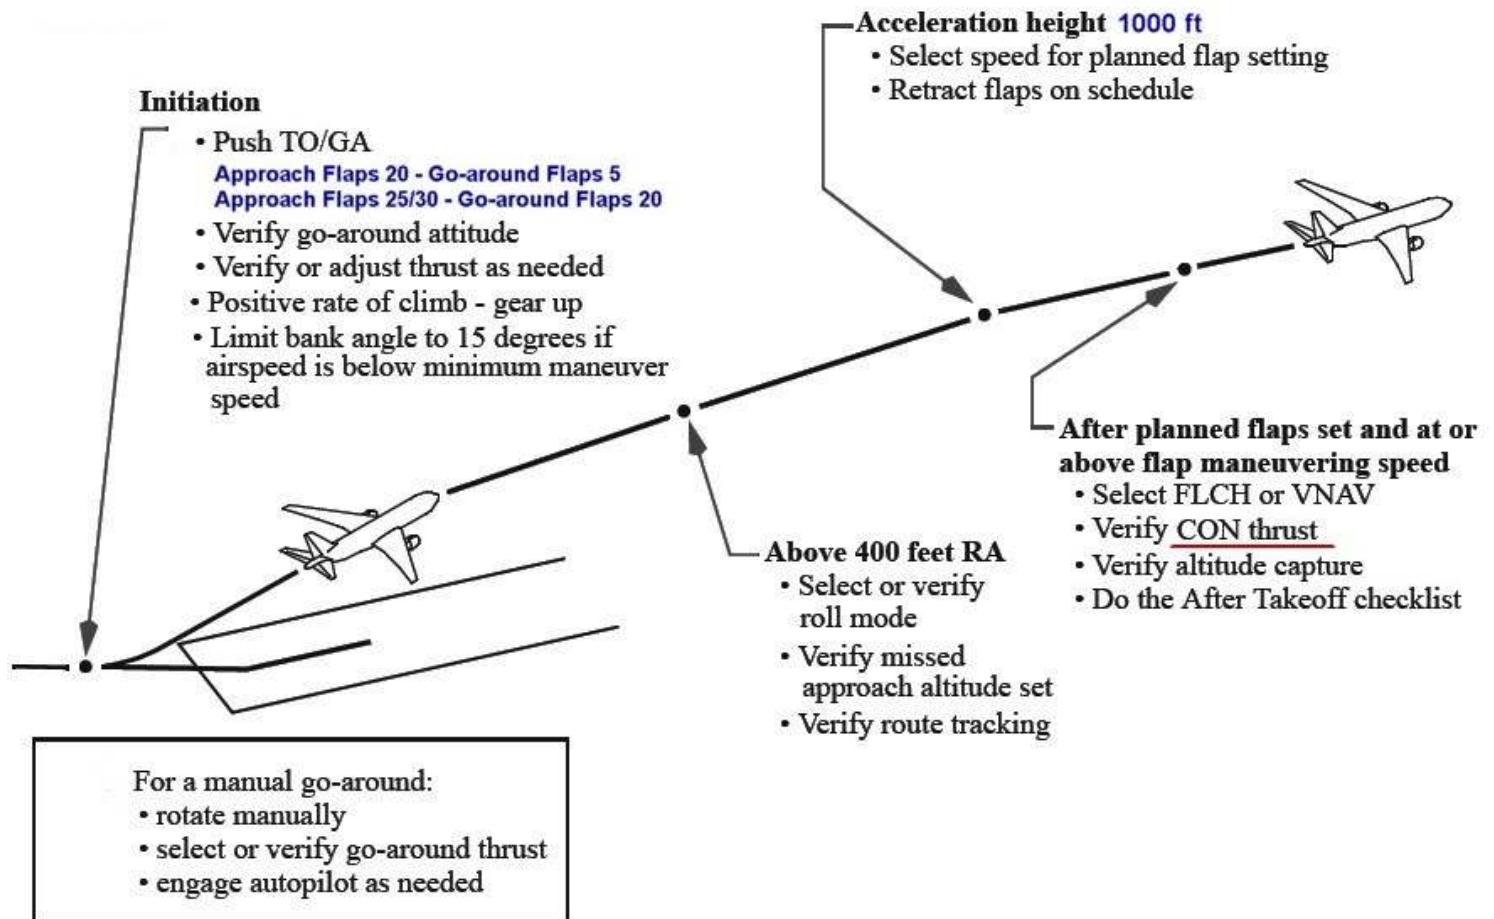 Initiation
• Push TO/GA
Approach Flaps 20 - Go-around Flaps 5
Approach Flaps 25/30 - Go-around Flaps 20
• Verify go-around attitude
• Verify or adjust thrust as needed
• Positive rate of climb - gear up
• Limit bank angle to 15 degrees if
airspeed is below minimum maneuver
speed
Acceleration height 1000 ft
• Select speed for planned flap setting
• Retract flaps on schedule
Above 400 feet RA
• Select or verify
roll mode
• Verify missed
approach altitude set
• Verify route tracking
After planned flaps set and at or
above flap maneuvering speed
• Select FLCH or VNAV
• Verify CON thrust
• Verify altitude capture
• Do the After Takeoff checklist
For a manual go-around:
• rotate manually
• select or verify go-around thrust
• engage autopilot as needed